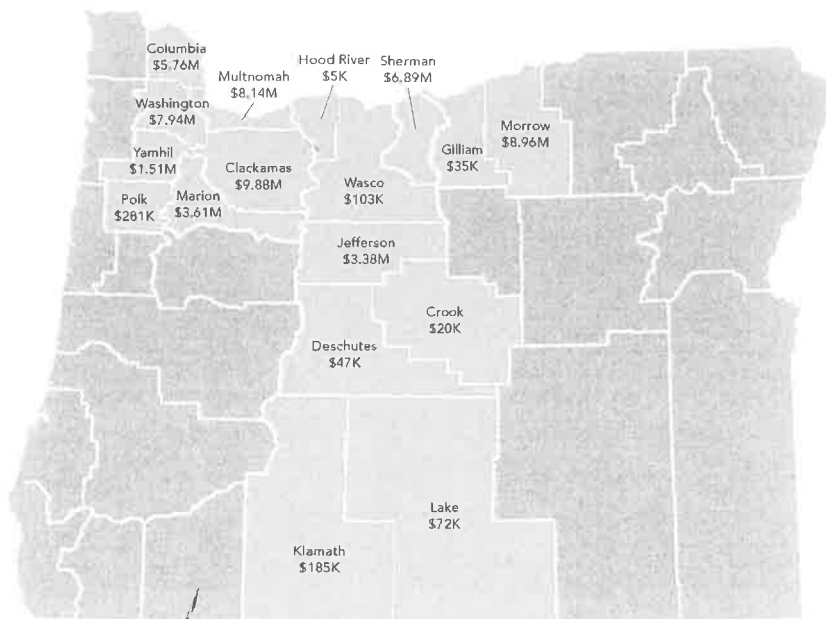 Columbia
$5.76M
Multnomah
$8.14M
Hood River
$5K
Sherman
$6.89M
Washington
$7.94M
Yamhil
$1.51M
Clackamas
$9.88M
Gilliam
$35K
Morrow
$8.96M
Polk
$281K
Marion
$3.61M
Wasco
$103K
Jefferson
$3.38M
Crook
$20K
Deschutes
$47K
Lake
$72K
Klamath
$185K